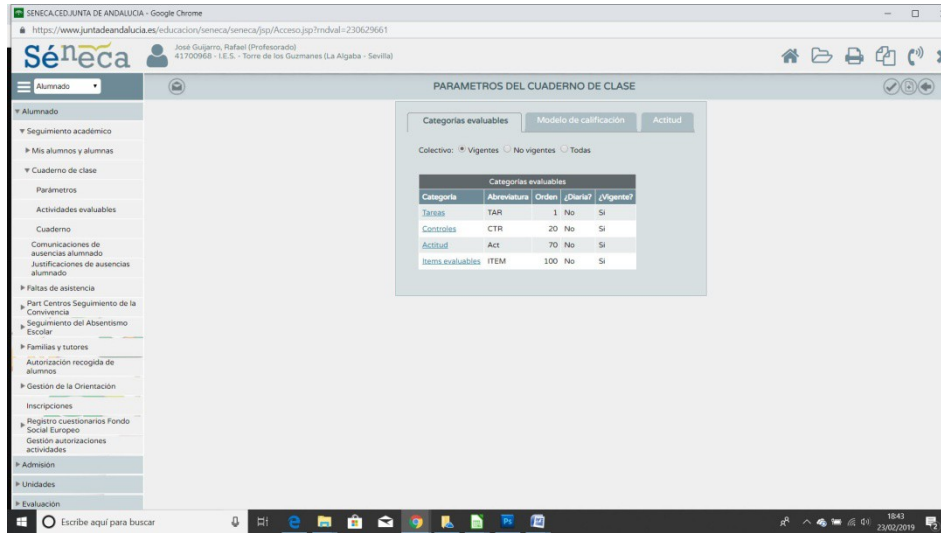 SENECA.CED.JUNTA DE ANDALUCIA - Google Chrome
https://www.juntadeandalucia.es/educacion/seneca/seneca/jsp/Acceso.jsp?rndval=230629661
Séneca
José Guijarro, Rafael (Profesorado)
41700968 - I.E.S. - Torre de los Guzmanes (La Algaba - Sevilla)
Alumnado
PARAMETROS DEL CUADERNO DE CLASE
Alumnado
Seguimiento académico
Mis alumnos y alumnas
Cuaderno de clase
Parámetros
Actividades evaluables
Cuaderno
Comunicaciones de
ausencias alumnado
Justificaciones de ausencias
alumnado
Faltas de asistencia
Part Centros Seguimiento de la
Convivencia
Seguimiento del Absentismo
Escolar
Familias y tutores
Autorización recogida de
alumnos
Gestión de la Orientación
Inscripciones
Registro cuestionarios Fondo
Social Europeo
Gestión autorizaciones
actividades
Admisión
Unidades
Evaluación
Categorías evaluables Modelo de calificación Actitud
Colectivo: Vigentes No vigentes Todas
Categorías evaluables
Categoría Abreviatura Orden ¿Diaria? ¿Vigente?
Tareas TAR 1 No Si
Controles CTR 20 No Si
Actitud Act 70 No Si
Items evaluables ITEM 100 No Si
Escribe aquí para buscar
18:43
23/02/2019